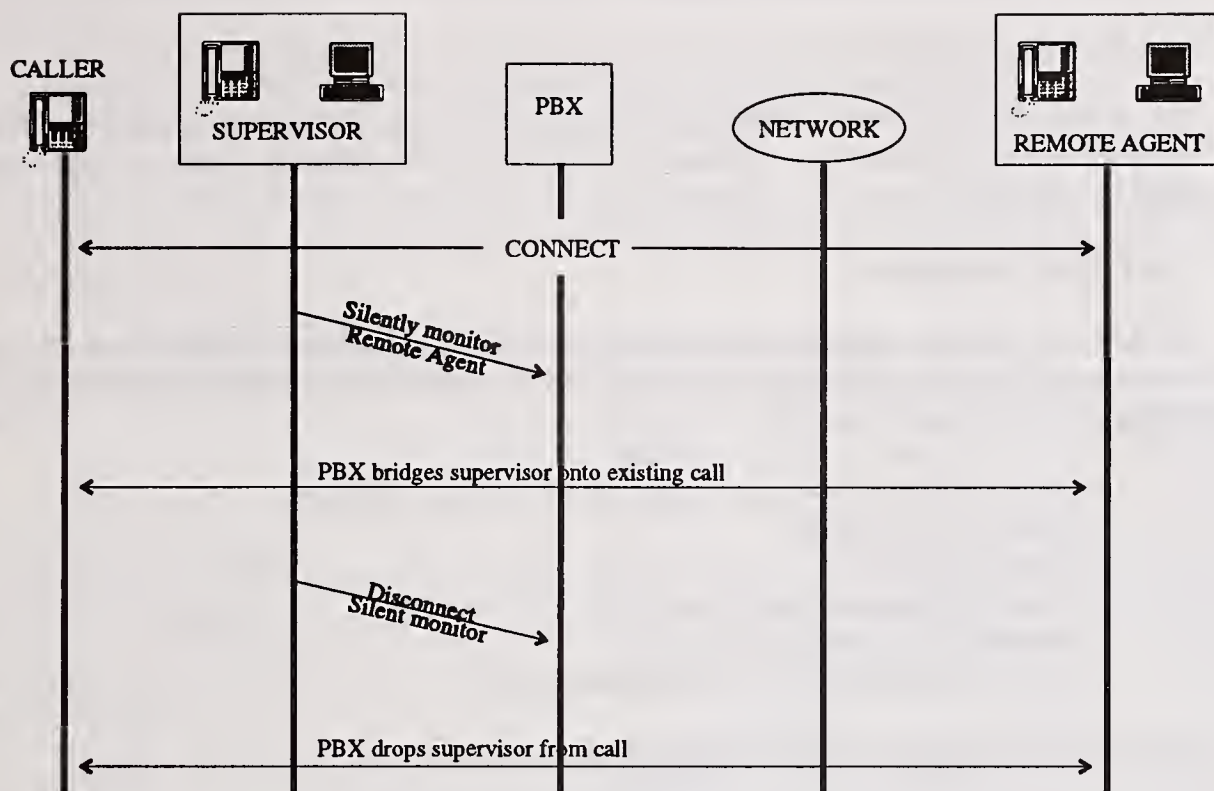 CALLER
SUPERVISOR
PBX
NETWORK
REMOTE AGENT
CONNECT
Silently monitor
Remote Agent
PBX bridges supervisor onto existing call
Disconnect
Silent monitor
PBX drops supervisor from call